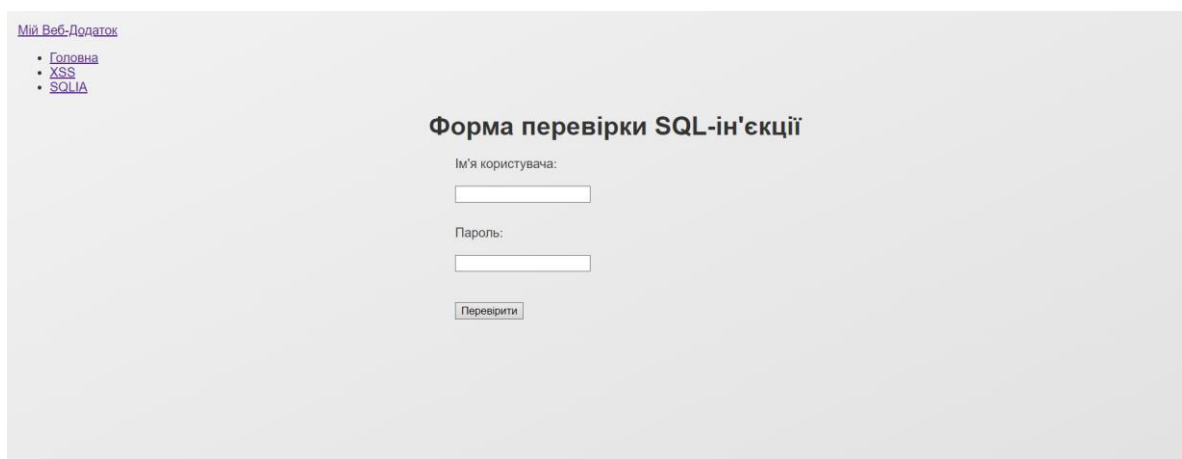 Мій Веб-Додаток
Головна
XSS
SQLIA
Форма перевірки SQL-ін'єкції
Ім'я користувача:
Пароль:
Перевірити